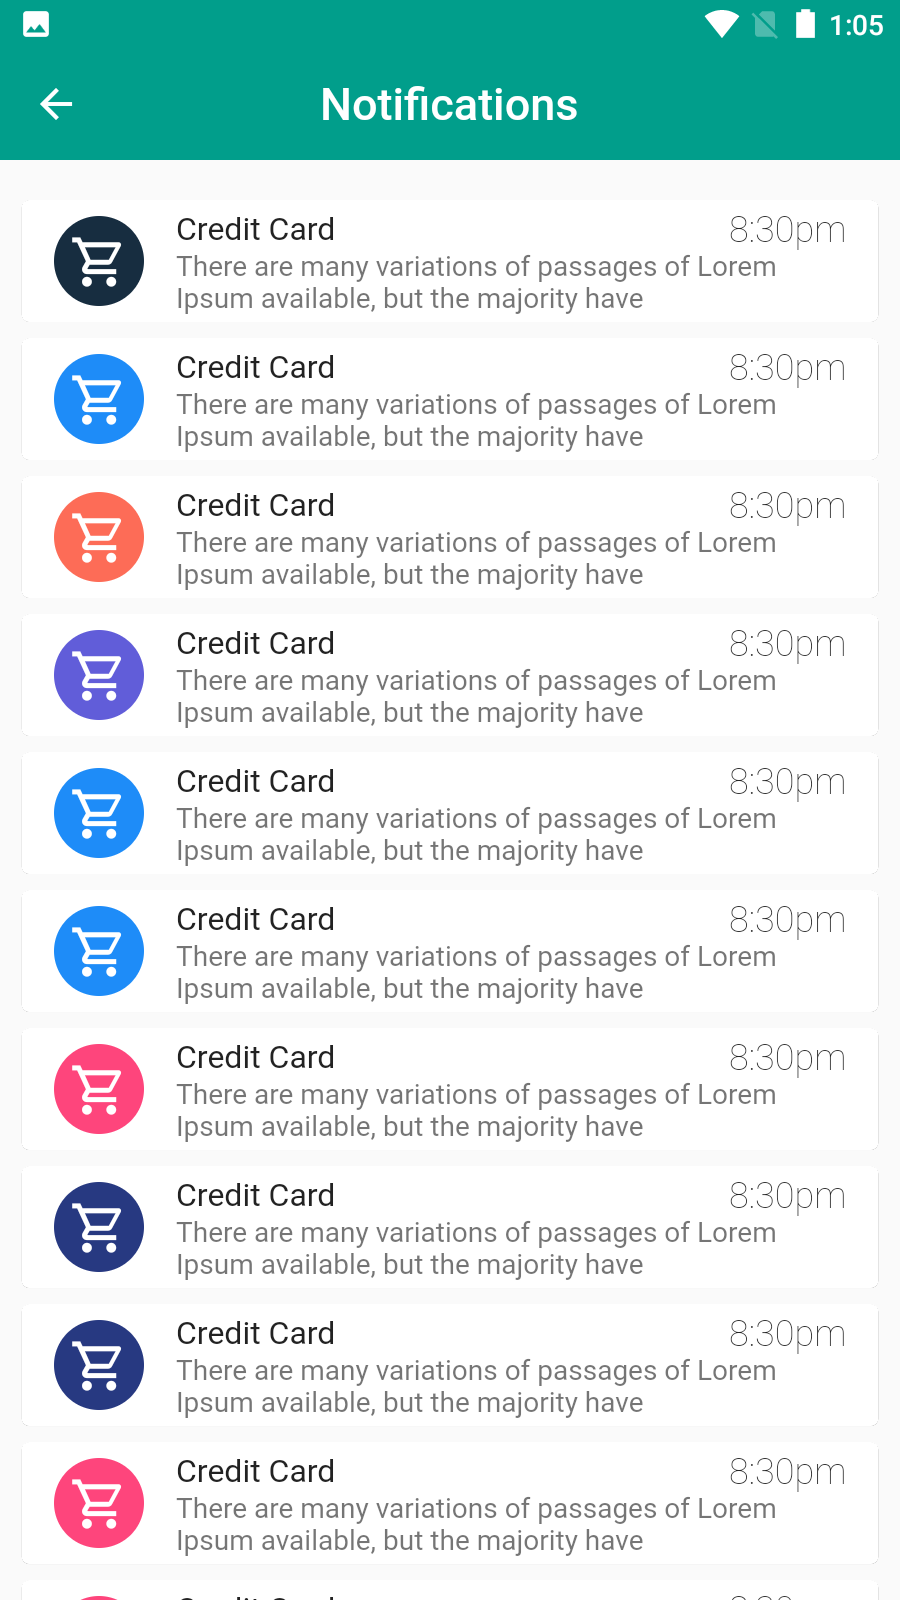 1:05
Notifications
Credit Card 8:30pm
There are many variations of passages of Lorem
Ipsum available, but the majority have
Credit Card 8:30pm
There are many variations of passages of Lorem
Ipsum available, but the majority have
Credit Card 8:30pm
There are many variations of passages of Lorem
Ipsum available, but the majority have
Credit Card 8:30pm
There are many variations of passages of Lorem
Ipsum available, but the majority have
Credit Card 8:30pm
There are many variations of passages of Lorem
Ipsum available, but the majority have
Credit Card 8:30pm
There are many variations of passages of Lorem
Ipsum available, but the majority have
Credit Card 8:30pm
There are many variations of passages of Lorem
Ipsum available, but the majority have
Credit Card 8:30pm
There are many variations of passages of Lorem
Ipsum available, but the majority have
Credit Card 8:30pm
There are many variations of passages of Lorem
Ipsum available, but the majority have
Credit Card 8:30pm
There are many variations of passages of Lorem
Ipsum available, but the majority have